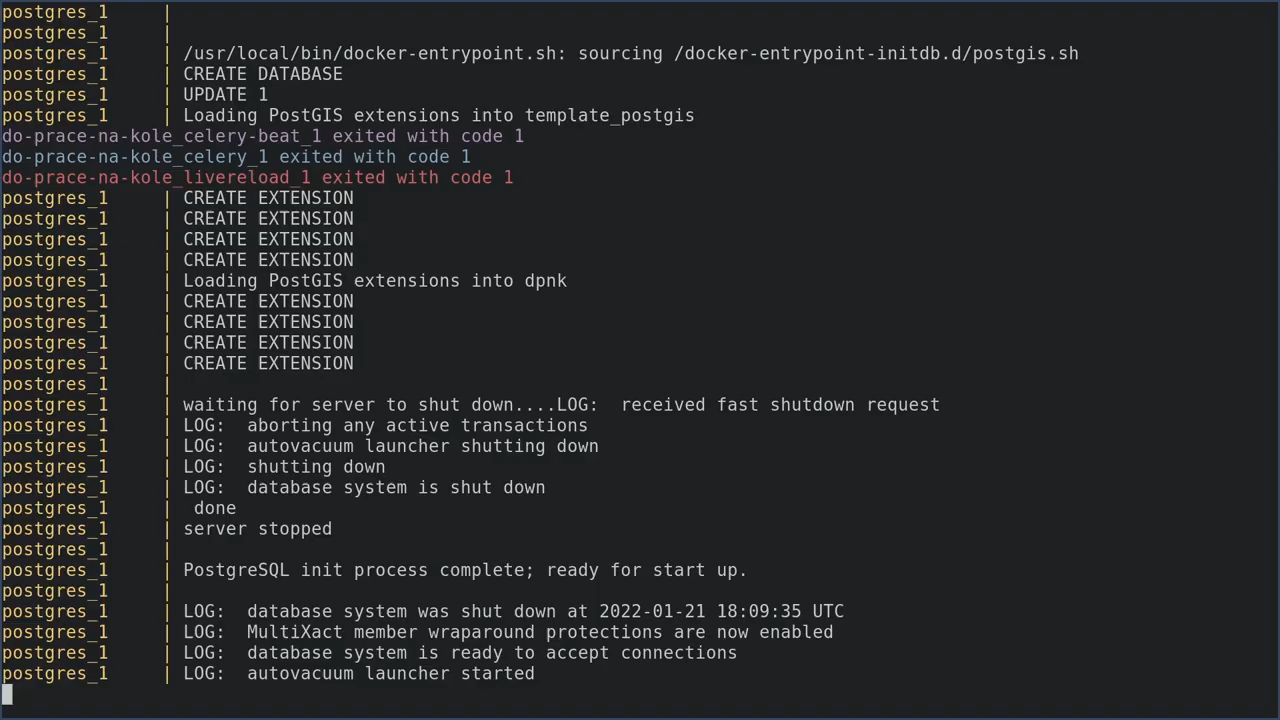 postgres_1     |
postgres_1     |
postgres_1     | /usr/local/bin/docker-entrypoint.sh: sourcing /docker-entrypoint-initdb.d/postgis.sh
postgres_1     | CREATE DATABASE
postgres_1     | UPDATE 1
postgres_1     | Loading PostGIS extensions into template_postgis
do-prace-na-kole_celery-beat_1 exited with code 1
do-prace-na-kole_celery_1 exited with code 1
do-prace-na-kole_livereload_1 exited with code 1
postgres_1     | CREATE EXTENSION
postgres_1     | CREATE EXTENSION
postgres_1     | CREATE EXTENSION
postgres_1     | CREATE EXTENSION
postgres_1     | Loading PostGIS extensions into dpnk
postgres_1     | CREATE EXTENSION
postgres_1     | CREATE EXTENSION
postgres_1     | CREATE EXTENSION
postgres_1     | CREATE EXTENSION
postgres_1     |
postgres_1     | waiting for server to shut down....LOG:  received fast shutdown request
postgres_1     | LOG:  aborting any active transactions
postgres_1     | LOG:  autovacuum launcher shutting down
postgres_1     | LOG:  shutting down
postgres_1     | LOG:  database system is shut down
postgres_1     |  done
postgres_1     | server stopped
postgres_1     |
postgres_1     | PostgreSQL init process complete; ready for start up.
postgres_1     |
postgres_1     | LOG:  database system was shut down at 2022-01-21 18:09:35 UTC
postgres_1     | LOG:  MultiXact member wraparound protections are now enabled
postgres_1     | LOG:  database system is ready to accept connections
postgres_1     | LOG:  autovacuum launcher started